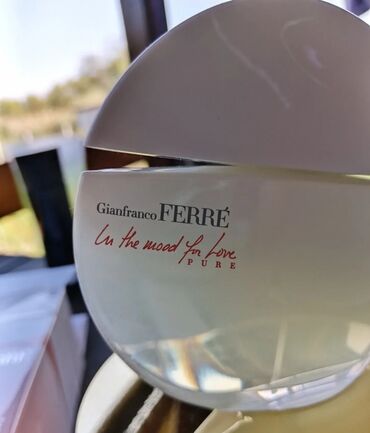 Gianfranco FERRÉ
In the mood for Love
PURE